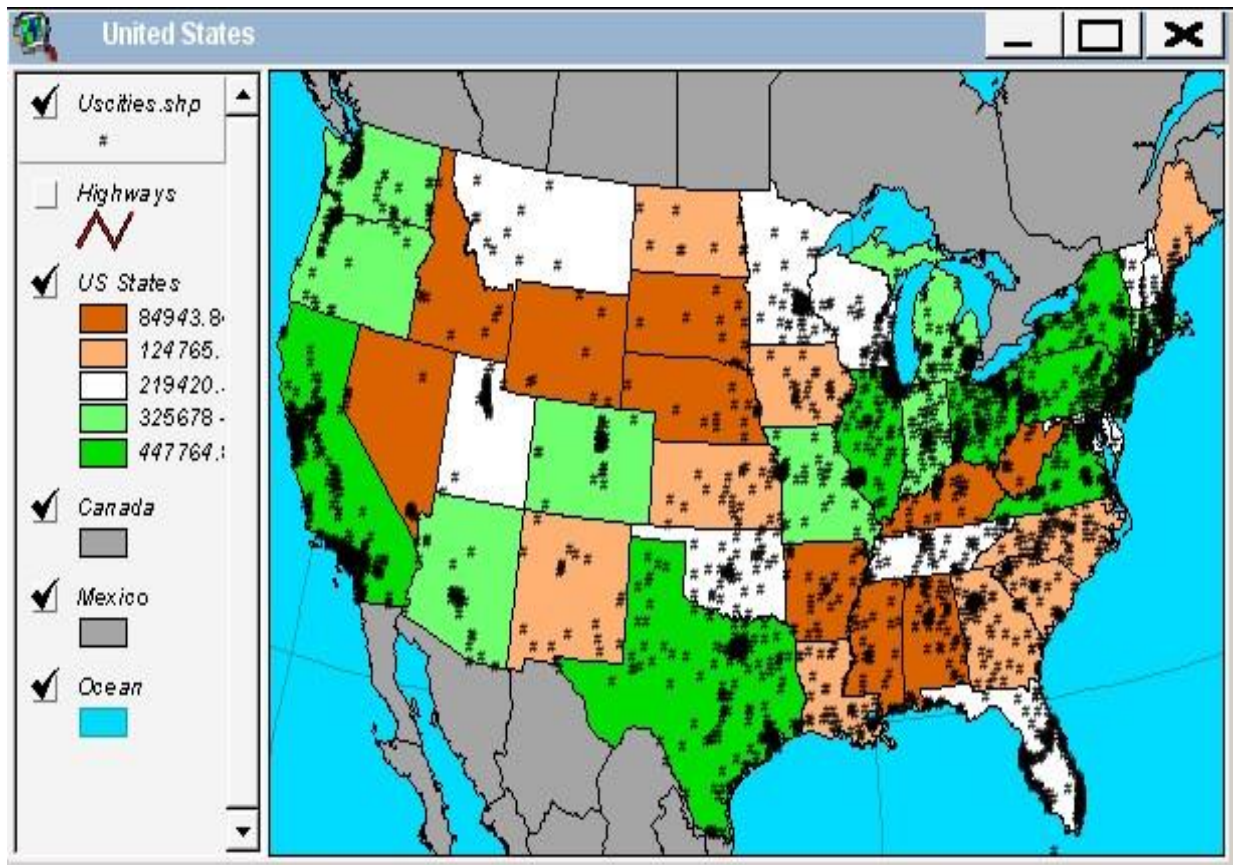 United States
Uscities.shp
#
Highways
US States
84943.8
124765.
219420.
325678 -
447764.
Canada
Mexico
Ocean